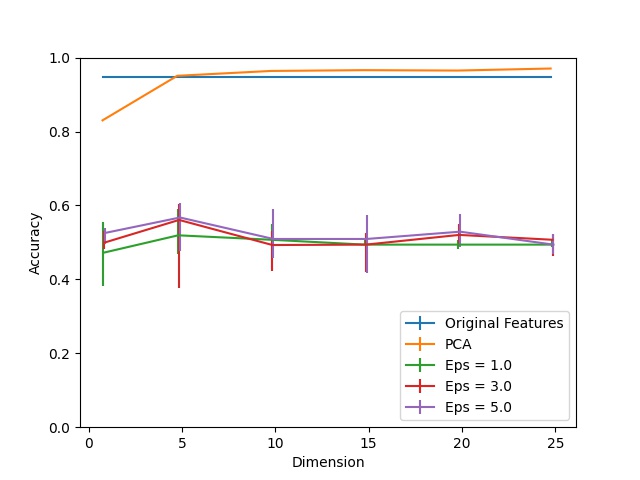 1.0
0.8
0.6
0.4
0.2
0.0
Accuracy
0 5 10 15 20 25
Dimension
Original Features
PCA
Eps = 1.0
Eps = 3.0
Eps = 5.0